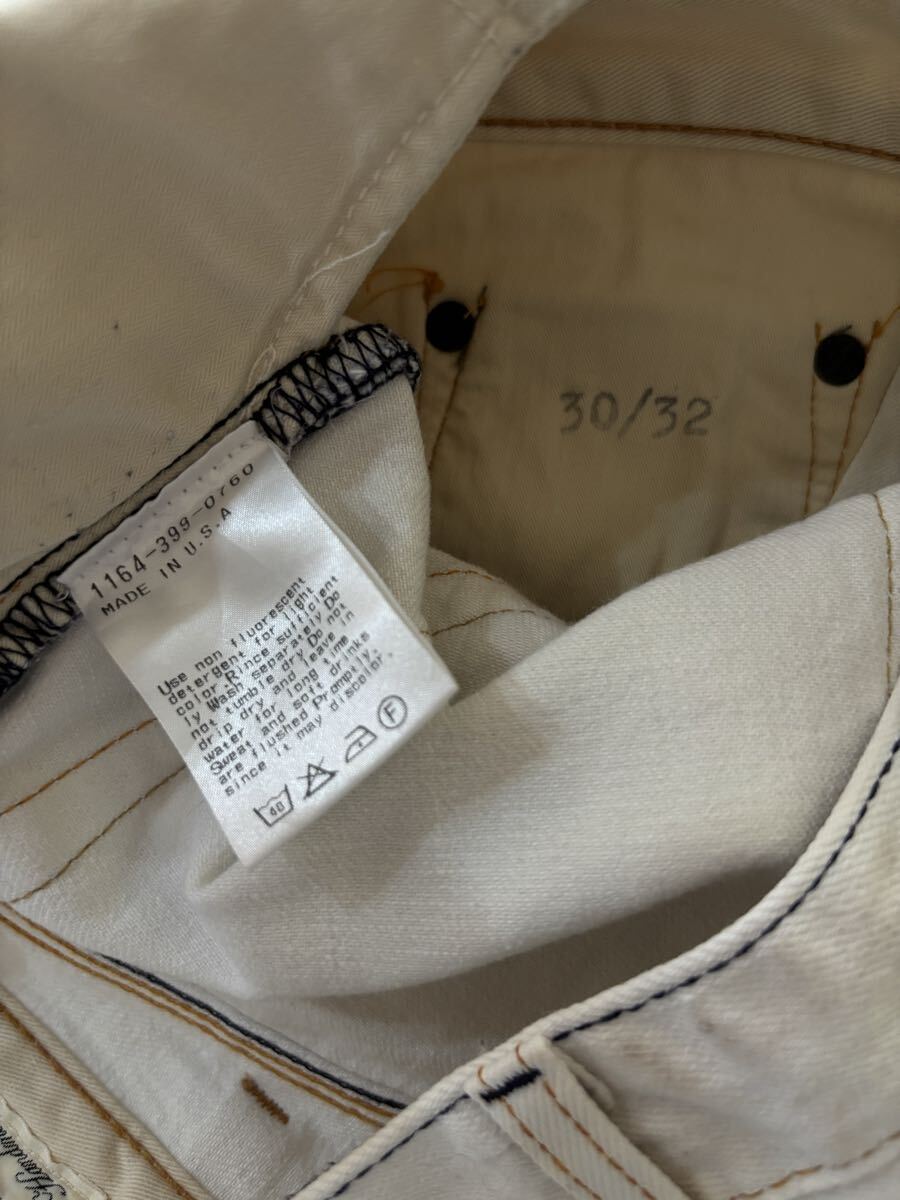 30/32
1164-399-0760
MADE IN U.S.A
Use non fluorescent
detergent for light
color.Rince sufficient
ly Wash separately Do
not tumble dry.Do not
drip dry and leave in
water for long time
Sweat and soft drinks
are flushed Promptly,
since it may discolor.
40
F